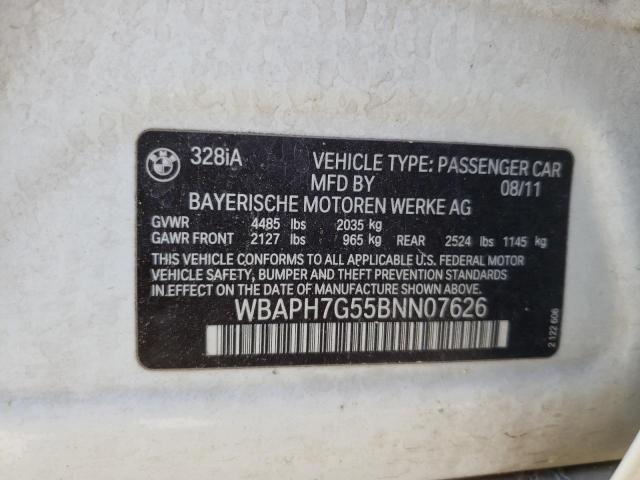 BMW
328iA VEHICLE TYPE: PASSENGER CAR
MFD BY 08/11
BAYERISCHE MOTOREN WERKE AG
GVWR 4485 lbs 2035 kg
GAWR FRONT 2127 lbs 965 kg REAR 2524 lbs 1145 kg
THIS VEHICLE CONFORMS TO ALL APPLICABLE U.S. FEDERAL MOTOR
VEHICLE SAFETY, BUMPER AND THEFT PREVENTION STANDARDS
IN EFFECT ON THE DATE OF MANUFACTURE SHOWN ABOVE.
WBAPH7G55BNN07626
2 122 606